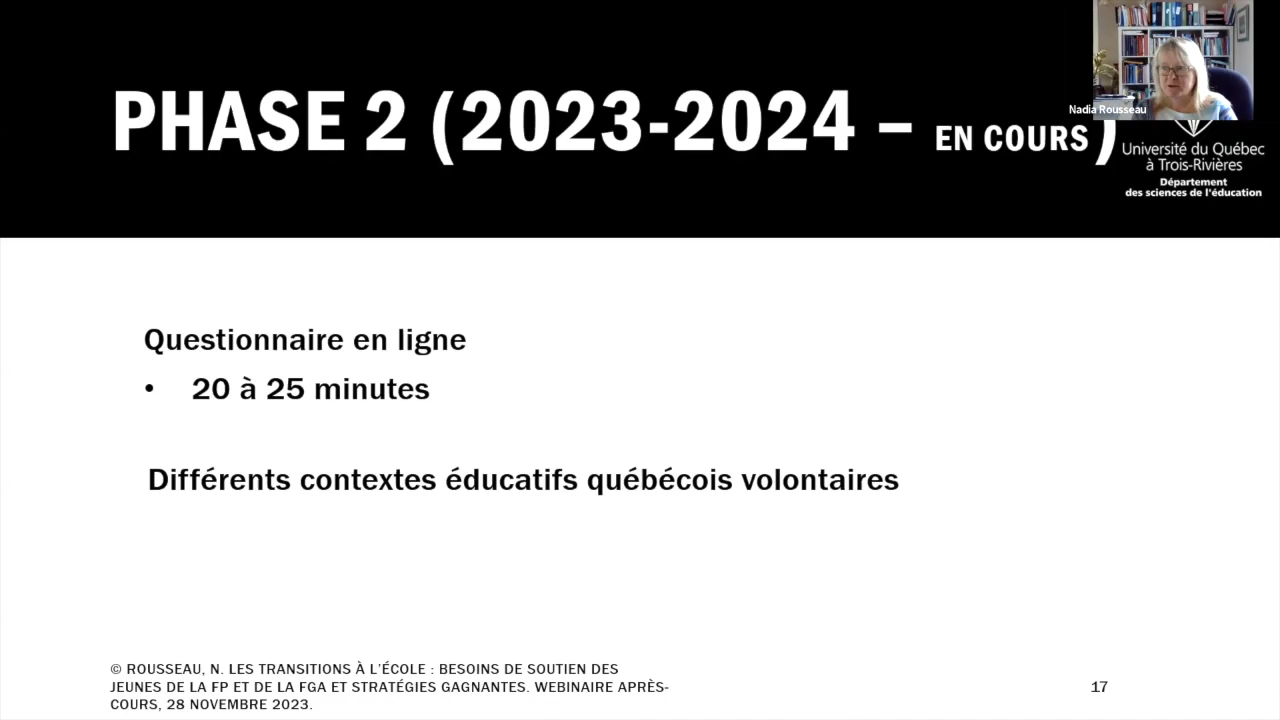 PHASE 2 (2023-2024 – EN COURS)
Nadia Rousseau
Université du Québec
à Trois-Rivières
Département
des sciences de l'éducation
Questionnaire en ligne
• 20 à 25 minutes
Différents contextes éducatifs québécois volontaires
© ROUSSEAU, N. LES TRANSITIONS À L'ÉCOLE : BESOINS DE SOUTIEN DES
JEUNES DE LA FP ET DE LA FGA ET STRATÉGIES GAGNANTES. WEBINAIRE APRÈS-
COURS, 28 NOVEMBRE 2023.
17